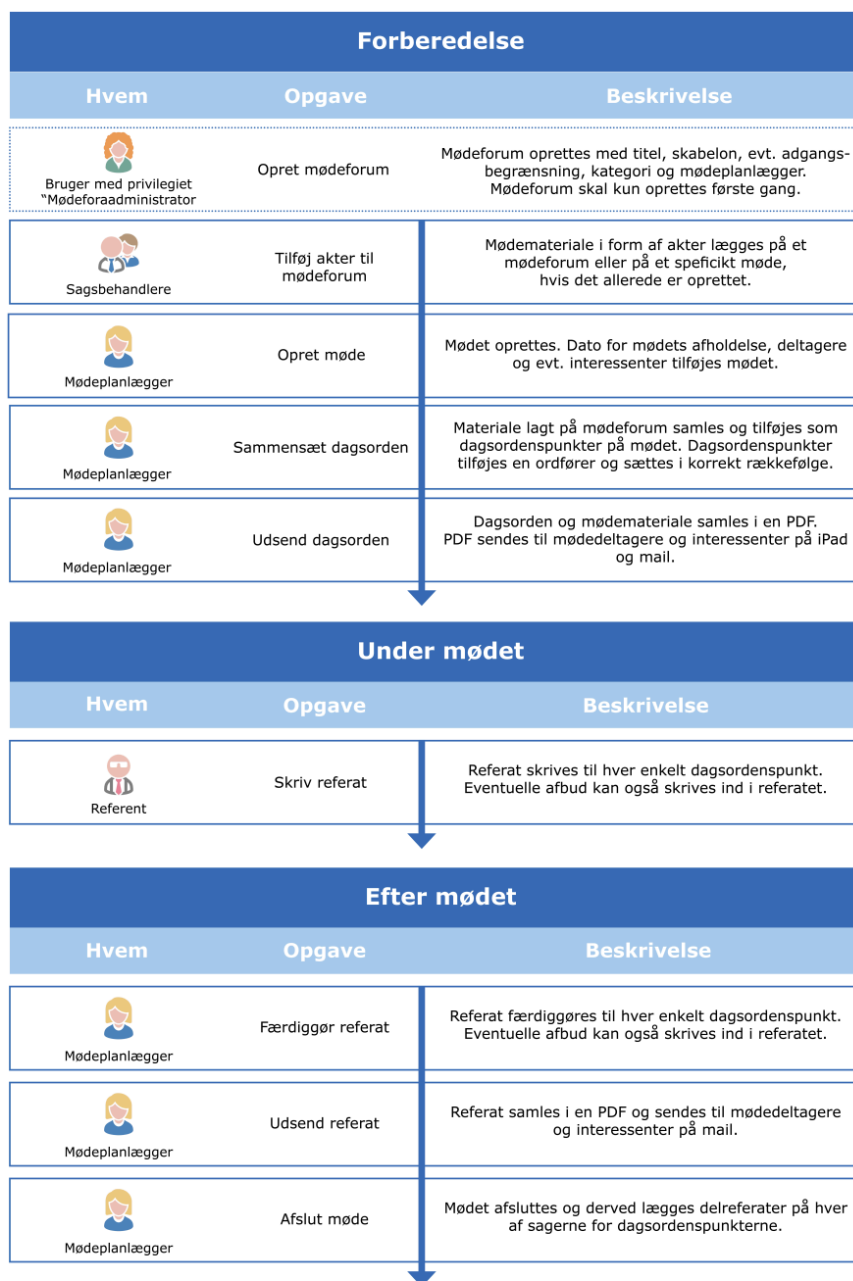 Forberedelse
Hvem Opgave Beskrivelse
Bruger med privilegiet
"Mødeforaadministrator
Opret mødeforum
Mødeforum oprettes med titel, skabelon, evt. adgangs-
begrænsning, kategori og mødeplanlægger.
Mødeforum skal kun oprettes første gang.
Sagsbehandlere
Tilføj akter til
mødeforum
Mødemateriale i form af akter lægges på et
mødeforum eller på et speficikt møde,
hvis det allerede er oprettet.
Mødeplanlægger
Opret møde
Mødet oprettes. Dato for mødets afholdelse, deltagere
og evt. interessenter tilføjes mødet.
Mødeplanlægger
Sammensæt dagsorden
Materiale lagt på mødeforum samles og tilføjes som
dagsordenspunkter på mødet. Dagsordenspunkter
tilføjes en ordfører og sættes i korrekt rækkefølge.
Mødeplanlægger
Udsend dagsorden
Dagsorden og mødemateriale samles i en PDF.
PDF sendes til mødedeltagere og interessenter på iPad
og mail.
Under mødet
Hvem Opgave Beskrivelse
Referent
Skriv referat
Referat skrives til hver enkelt dagsordenspunkt.
Eventuelle afbud kan også skrives ind i referatet.
Efter mødet
Hvem Opgave Beskrivelse
Mødeplanlægger
Færdiggør referat
Referat færdiggøres til hver enkelt dagsordenspunkt.
Eventuelle afbud kan også skrives ind i referatet.
Mødeplanlægger
Udsend referat
Referat samles i en PDF og sendes til mødedeltagere
og interessenter på mail.
Mødeplanlægger
Afslut møde
Mødet afsluttes og derved lægges delreferater på hver
af sagerne for dagsordenspunkterne.